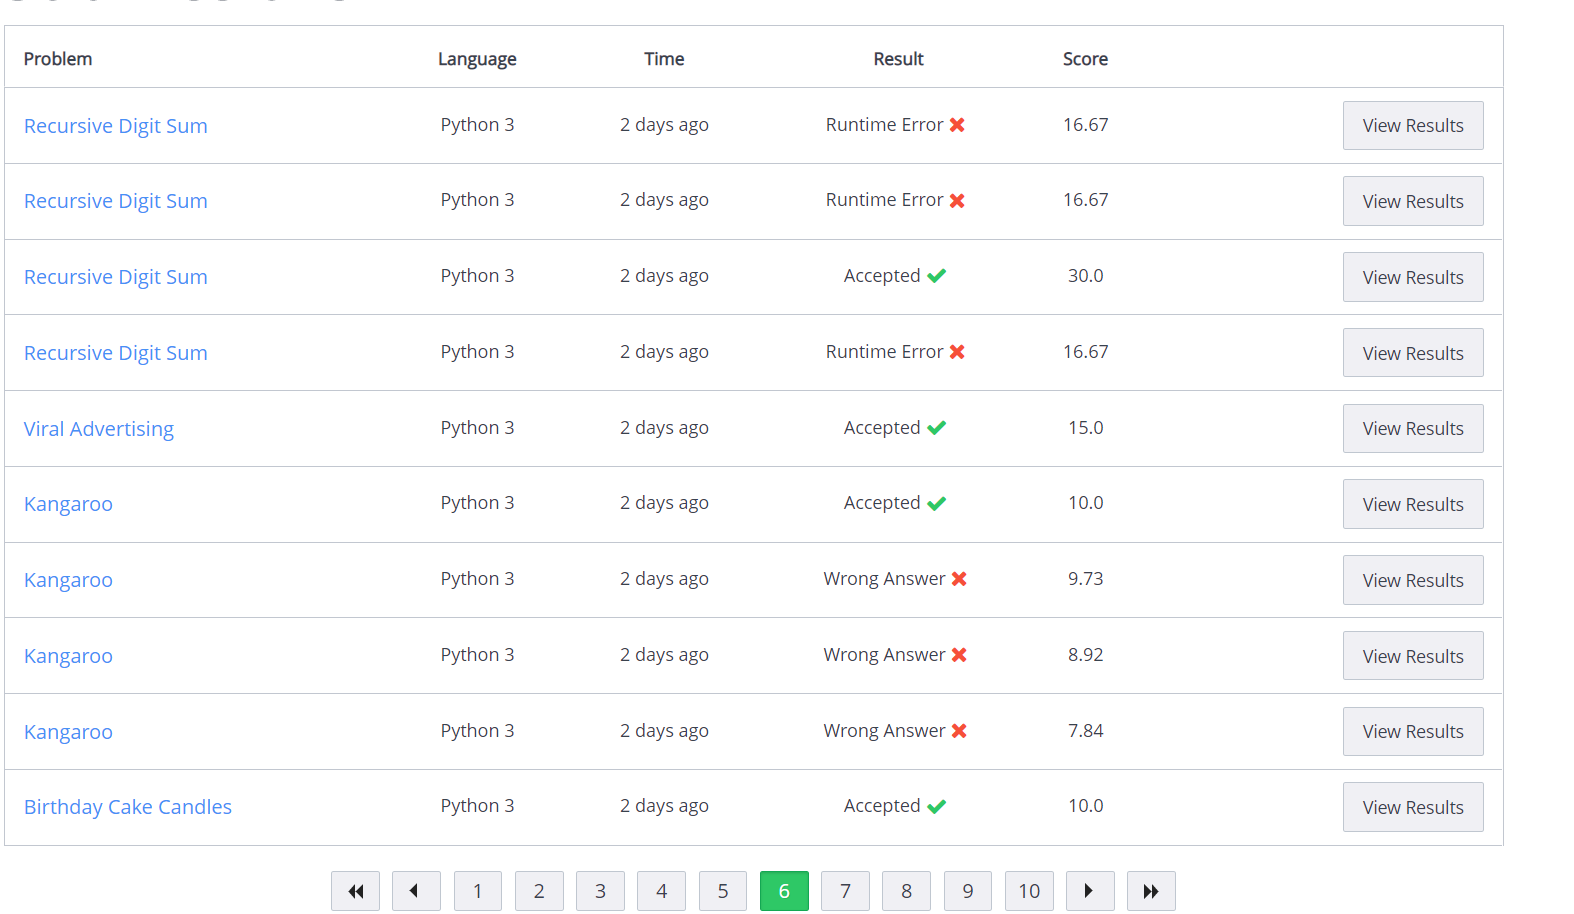 Problem Language Time Result Score
Recursive Digit Sum Python 3 2 days ago Runtime Error 16.67 View Results
Recursive Digit Sum Python 3 2 days ago Runtime Error 16.67 View Results
Recursive Digit Sum Python 3 2 days ago Accepted 30.0 View Results
Recursive Digit Sum Python 3 2 days ago Runtime Error 16.67 View Results
Viral Advertising Python 3 2 days ago Accepted 15.0 View Results
Kangaroo Python 3 2 days ago Accepted 10.0 View Results
Kangaroo Python 3 2 days ago Wrong Answer 9.73 View Results
Kangaroo Python 3 2 days ago Wrong Answer 8.92 View Results
Kangaroo Python 3 2 days ago Wrong Answer 7.84 View Results
Birthday Cake Candles Python 3 2 days ago Accepted 10.0 View Results
1 2 3 4 5 6 7 8 9 10